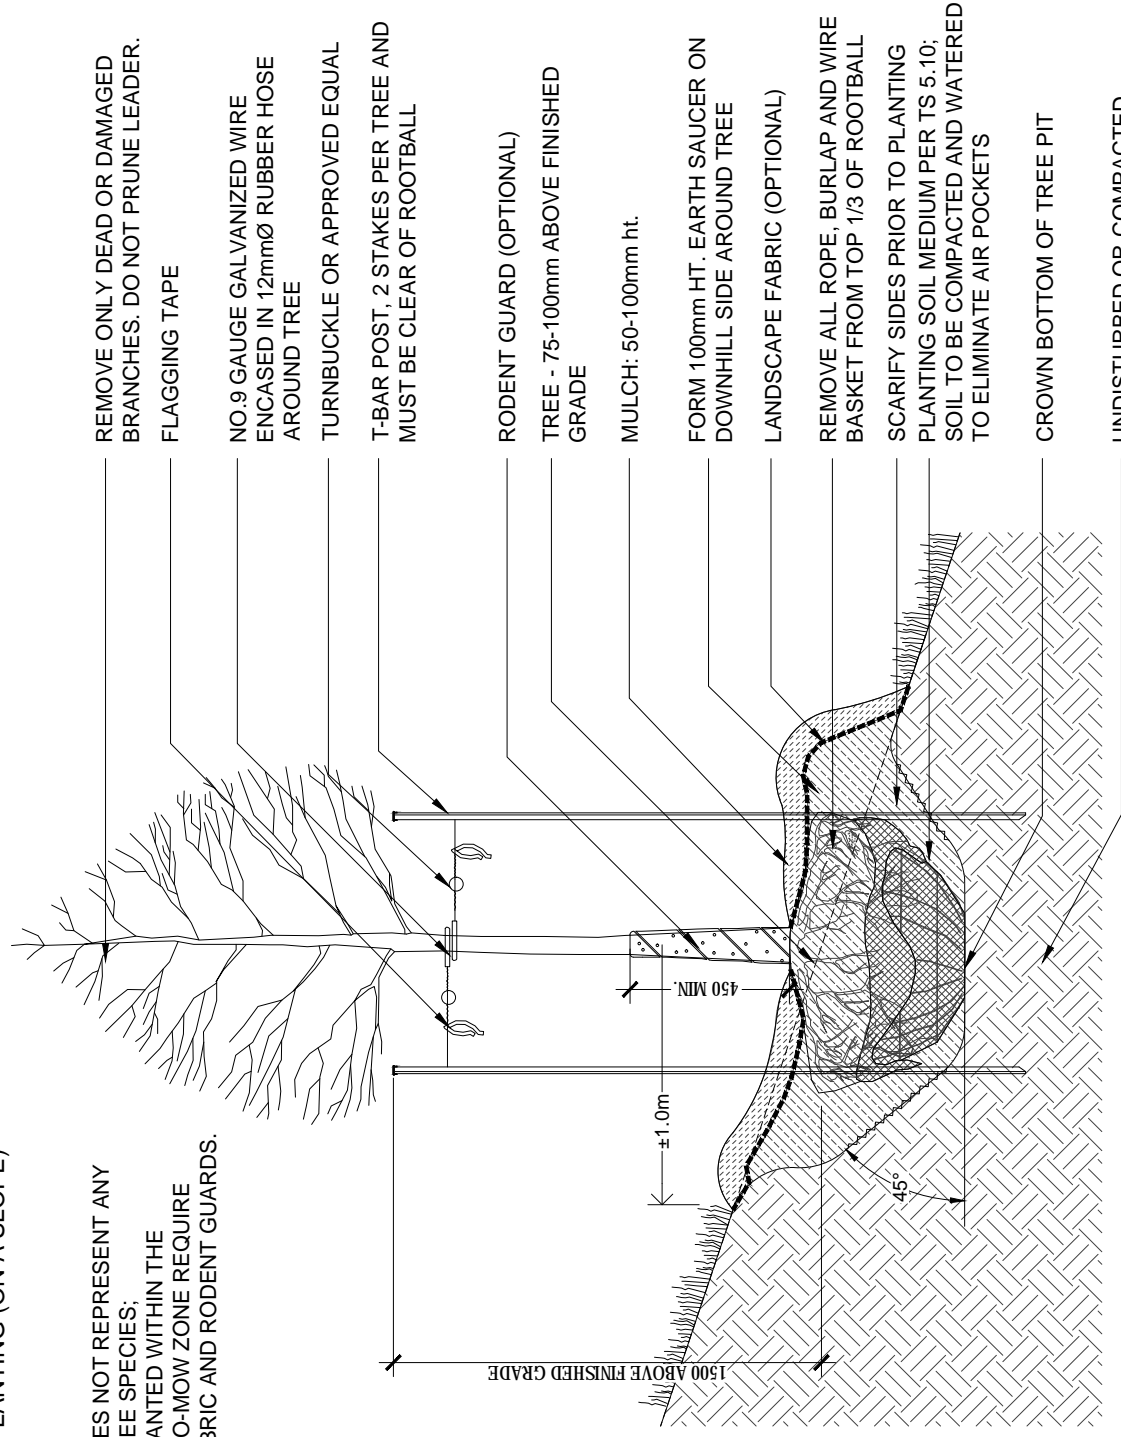 REMOVE ONLY DEAD OR DAMAGED
BRANCHES. DO NOT PRUNE LEADER.
FLAGGING TAPE
NO.9 GAUGE GALVANIZED WIRE
ENCASED IN 12mmØ RUBBER HOSE
AROUND TREE
TURNBUCKLE OR APPROVED EQUAL
T-BAR POST, 2 STAKES PER TREE AND
MUST BE CLEAR OF ROOTBALL
RODENT GUARD (OPTIONAL)
TREE - 75-100mm ABOVE FINISHED
GRADE
MULCH: 50-100mm ht.
FORM 100mm HT. EARTH SAUCER ON
DOWNHILL SIDE AROUND TREE
LANDSCAPE FABRIC (OPTIONAL)
REMOVE ALL ROPE, BURLAP AND WIRE
BASKET FROM TOP 1/3 OF ROOTBALL
SCARIFY SIDES PRIOR TO PLANTING
PLANTING SOIL MEDIUM PER TS 5.10;
SOIL TO BE COMPACTED AND WATERED
TO ELIMINATE AIR POCKETS
CROWN BOTTOM OF TREE PIT
UNDISTURBED OR COMPACTED
LANTING (ON A SLOPE)
ES NOT REPRESENT ANY
EE SPECIES;
ANTED WITHIN THE
O-MOW ZONE REQUIRE
BRIC AND RODENT GUARDS.
450 MIN.
±1.0m
45°
1500 ABOVE FINISHED GRADE